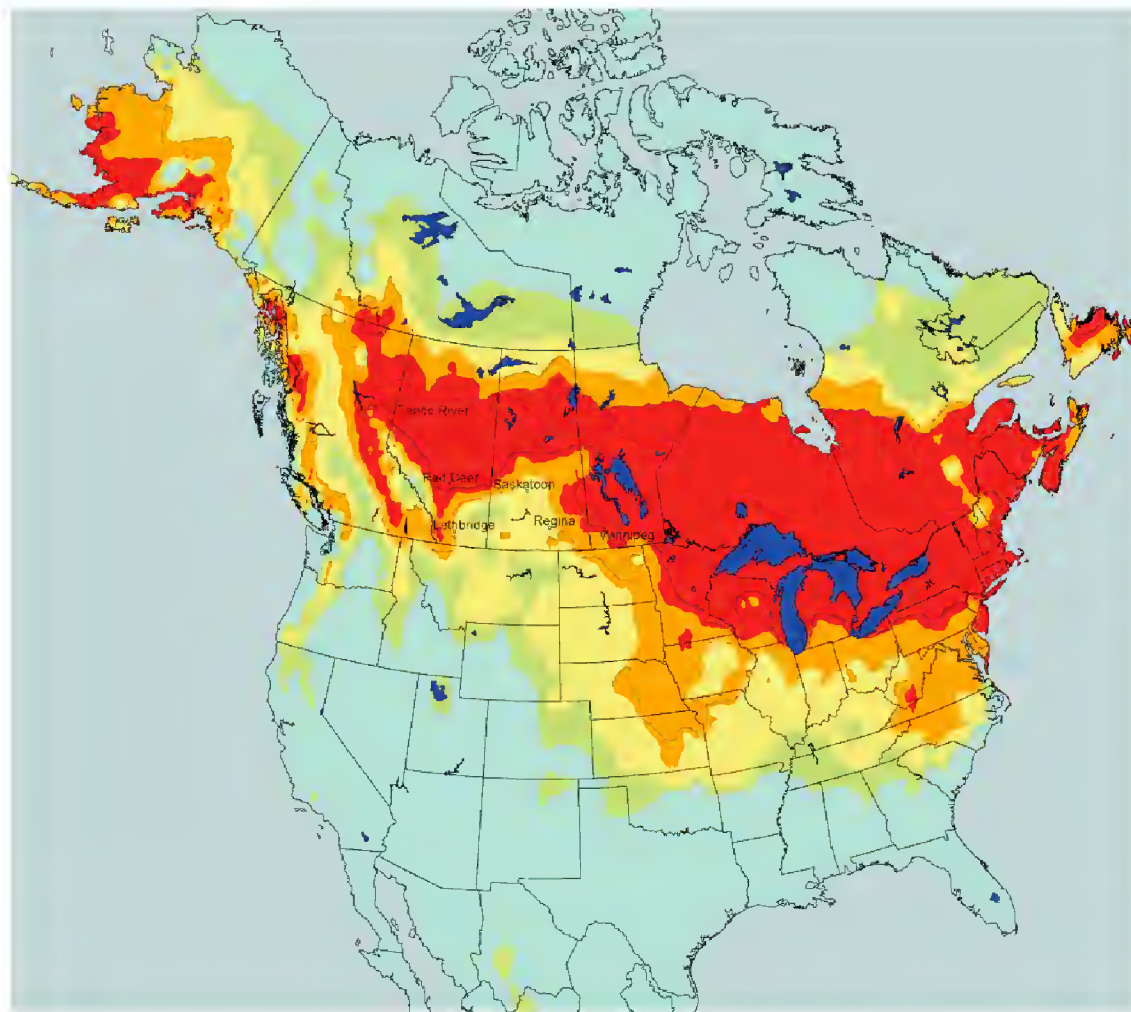 Peace River
Red Deer
Saskatoon
Lethbridge
Regina
Winnipeg